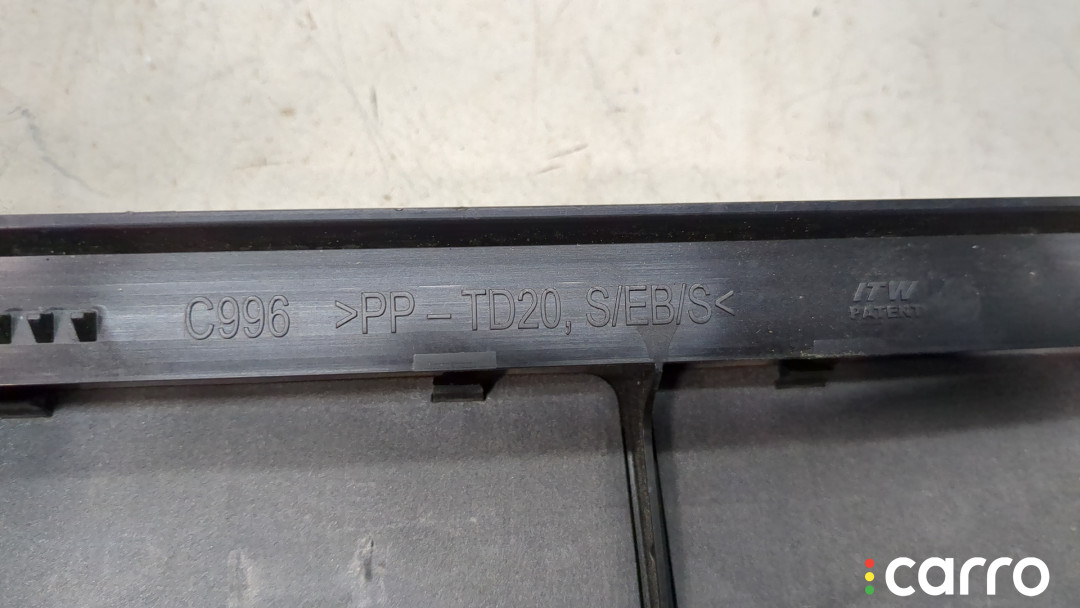 C996 >PP-TD20, S/EB/S<
ITW
PATENT
carro